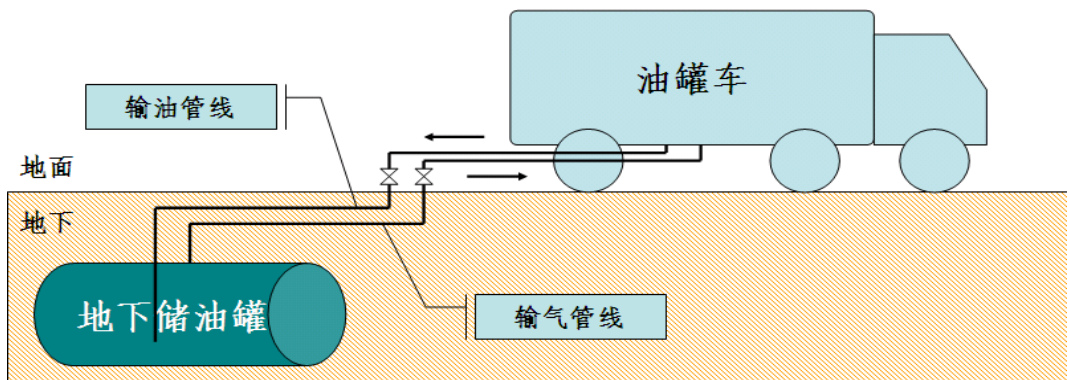 油罐车
输油管线
地面
地下
地下储油罐
输气管线